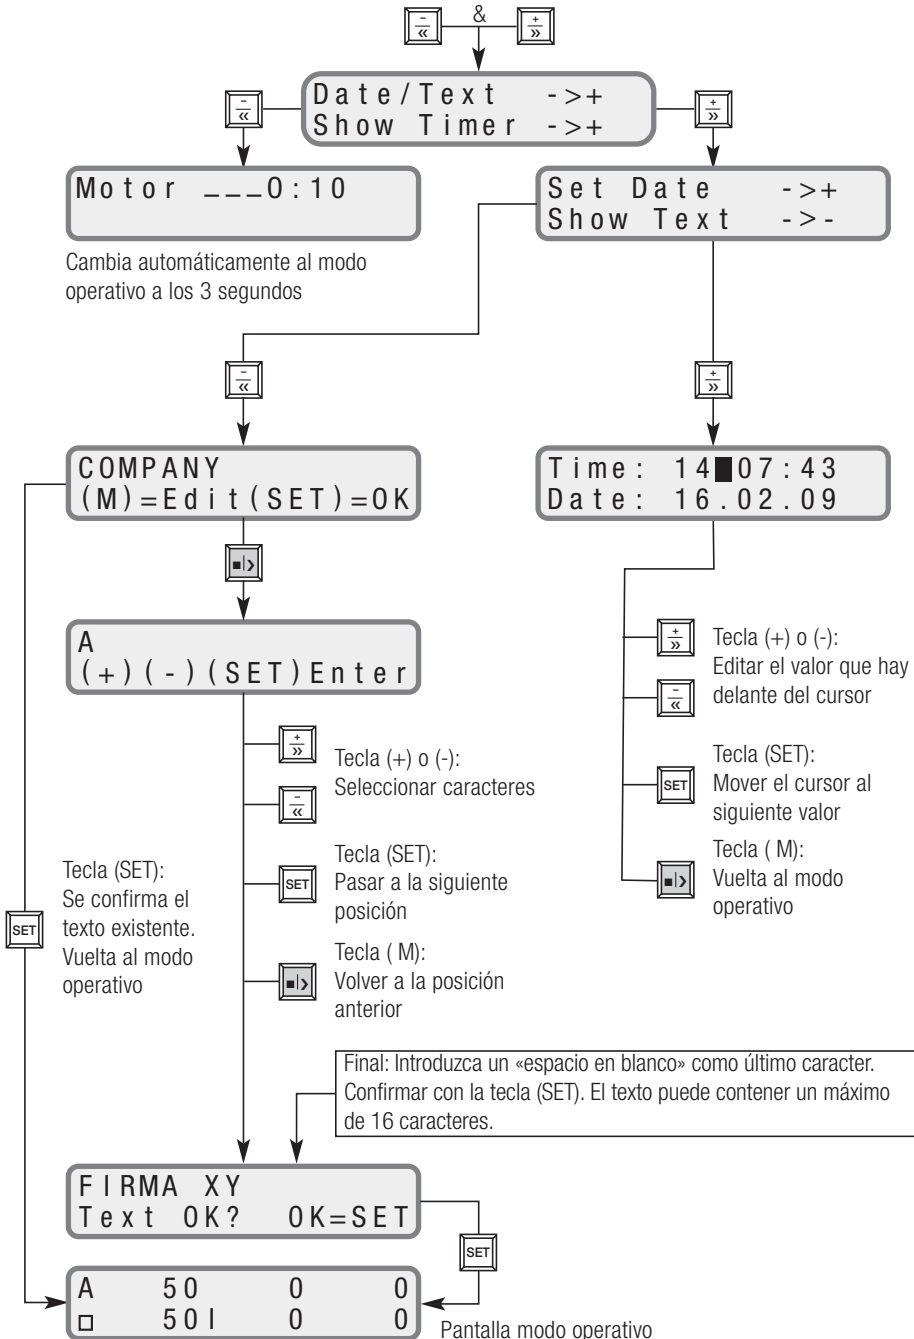 - « & + »
Date/Text ->+
Show Timer ->+
- «
+ »
Motor ___0:10
Set Date ->+
Show Text ->-
Cambia automáticamente al modo
operativo a los 3 segundos
- «
+ »
COMPANY
(M)=Edit(SET)=OK
Time: 14█07:43
Date: 16.02.09
A
(+)(-)(SET)Enter
+ »
Tecla (+) o (-):
Editar el valor que hay
delante del cursor
- «
SET
Tecla (SET):
Mover el cursor al
siguiente valor
Tecla ( M):
Vuelta al modo
operativo
+ »
Tecla (+) o (-):
Seleccionar caracteres
- «
SET
Tecla (SET):
Pasar a la siguiente
posición
Tecla ( M):
Volver a la posición
anterior
Tecla (SET):
Se confirma el
texto existente.
Vuelta al modo
operativo
SET
Final: Introduzca un «espacio en blanco» como último caracter.
Confirmar con la tecla (SET). El texto puede contener un máximo
de 16 caracteres.
FIRMA XY
Text OK? OK=SET
SET
A 50 0 0
□ 50I 0 0
Pantalla modo operativo